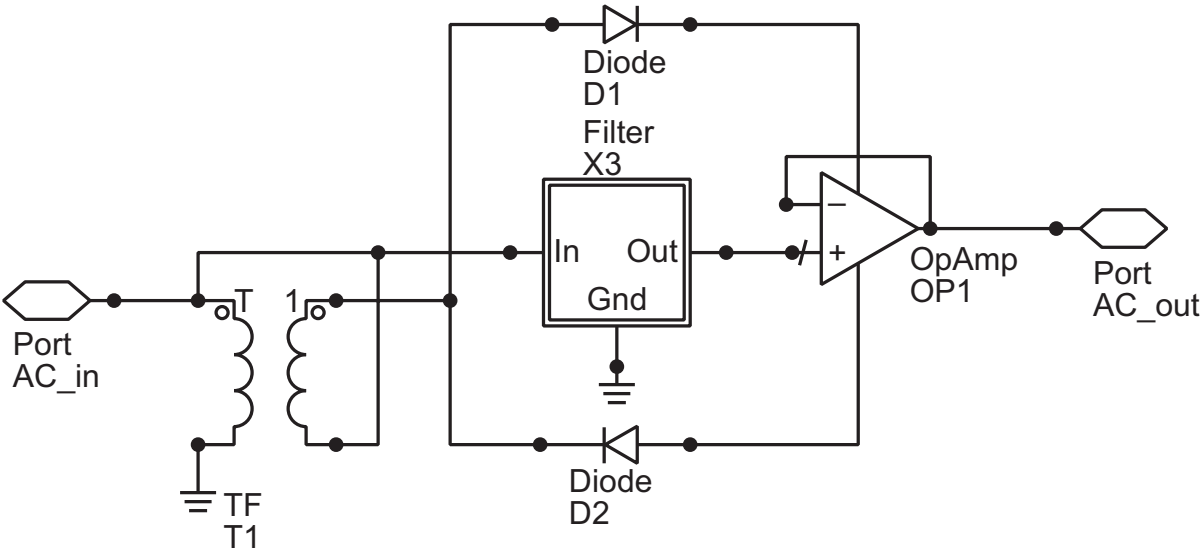 Diode
D1
Filter
X3
In
Out
Gnd
−
+
OpAmp
OP1
Port
AC_out
T
1
Port
AC_in
TF
T1
Diode
D2